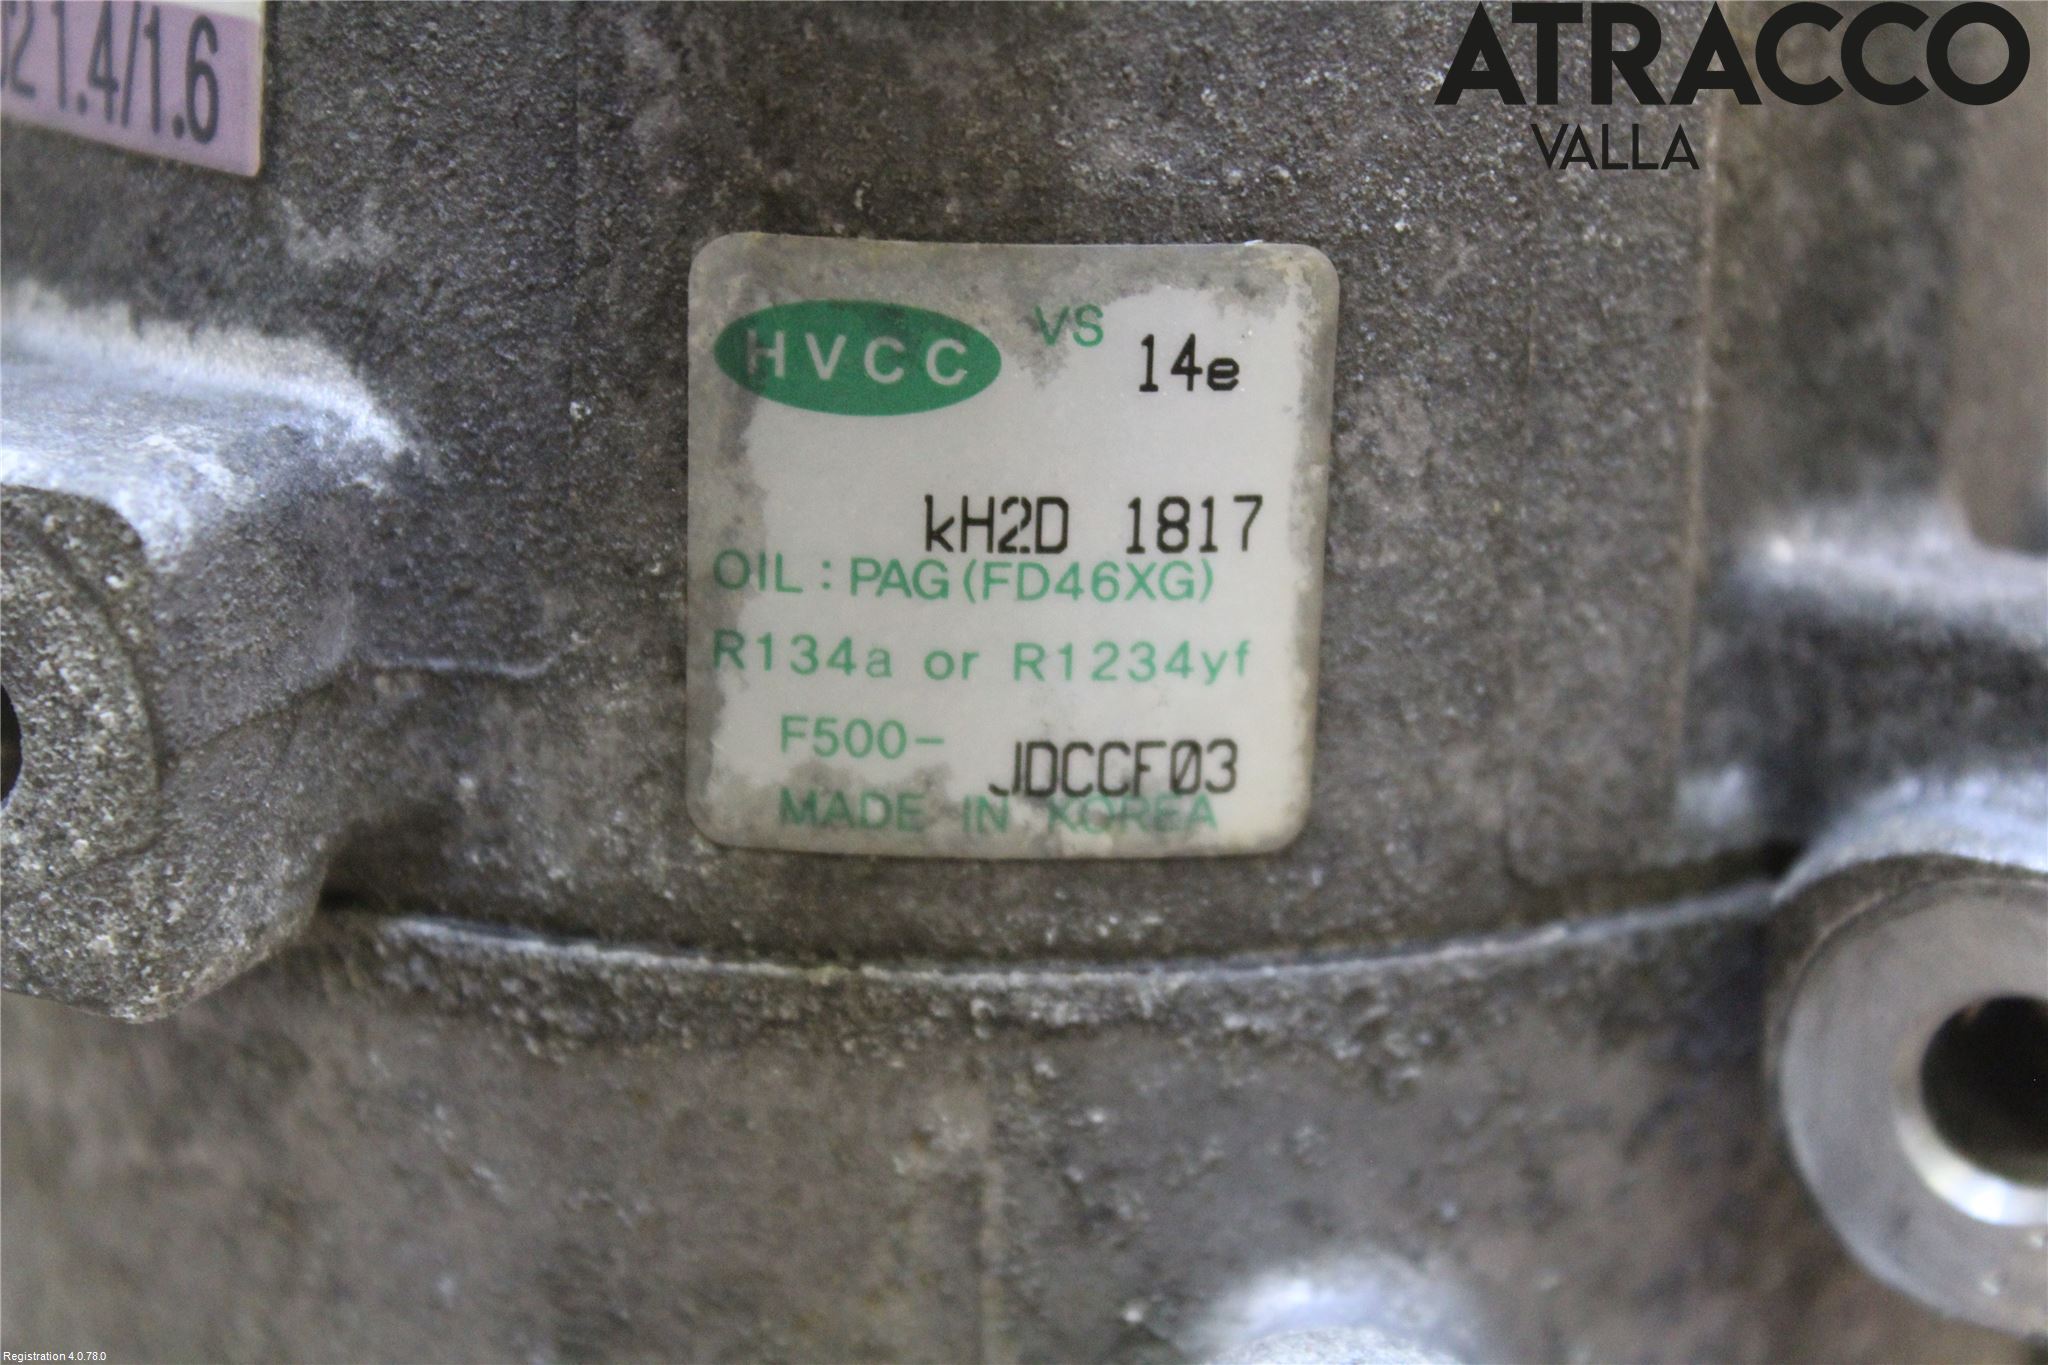 ATRACCO
VALLA
1.4/1.6
HVCC VS 14e
kH2D 1817
OIL : PAG (FD46XG)
R134a or R1234yf
F500- JDCCF03
MADE IN KOREA
Registration 4.0.78.0